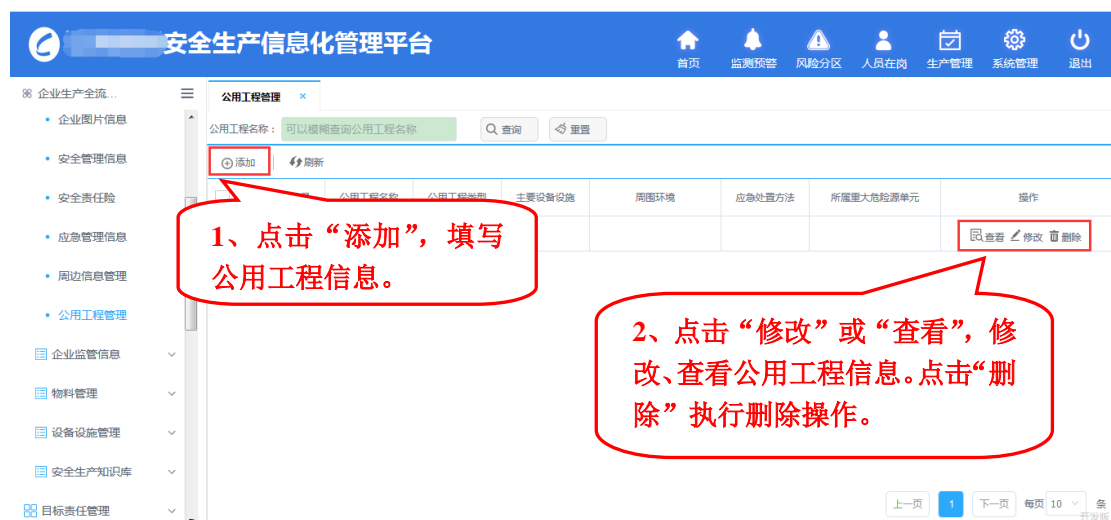 安全生产信息化管理平台
首页 监测预警 风险分区 人员在岗 生产管理 系统管理 退出
企业生产全流...
企业图片信息
安全管理信息
安全责任险
应急管理信息
周边信息管理
公用工程管理
企业监管信息
物料管理
设备设施管理
安全生产知识库
目标责任管理
公用工程管理 ×
公用工程名称： 可以模糊查询公用工程名称 查询 重置
添加 刷新
公用工程名称 公用工程类型 主要设备设施 周围环境 应急处置方法 所属重大危险源单元 操作
查看 修改 删除
1、点击“添加”，填写
公用工程信息。
2、点击“修改”或“查看”，修
改、查看公用工程信息。点击“删
除”执行删除操作。
上一页 1 下一页 每页 10 条
开发版